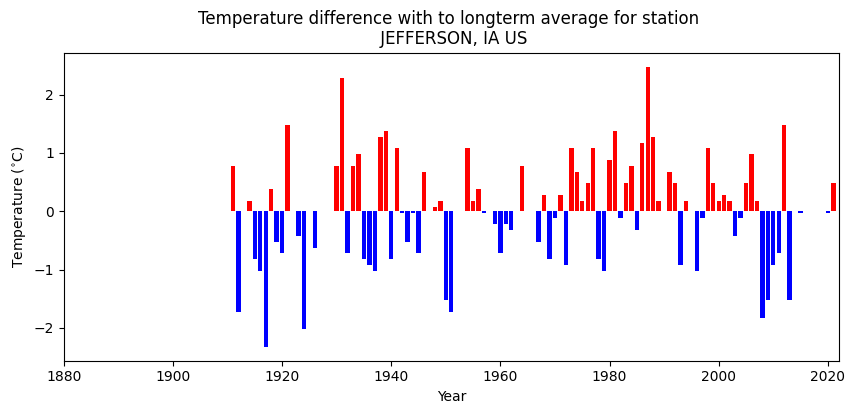 Temperature difference with to longterm average for station
JEFFERSON, IA US
Temperature (°C)
2
1
0
−1
−2
1880 1900 1920 1940 1960 1980 2000 2020
Year